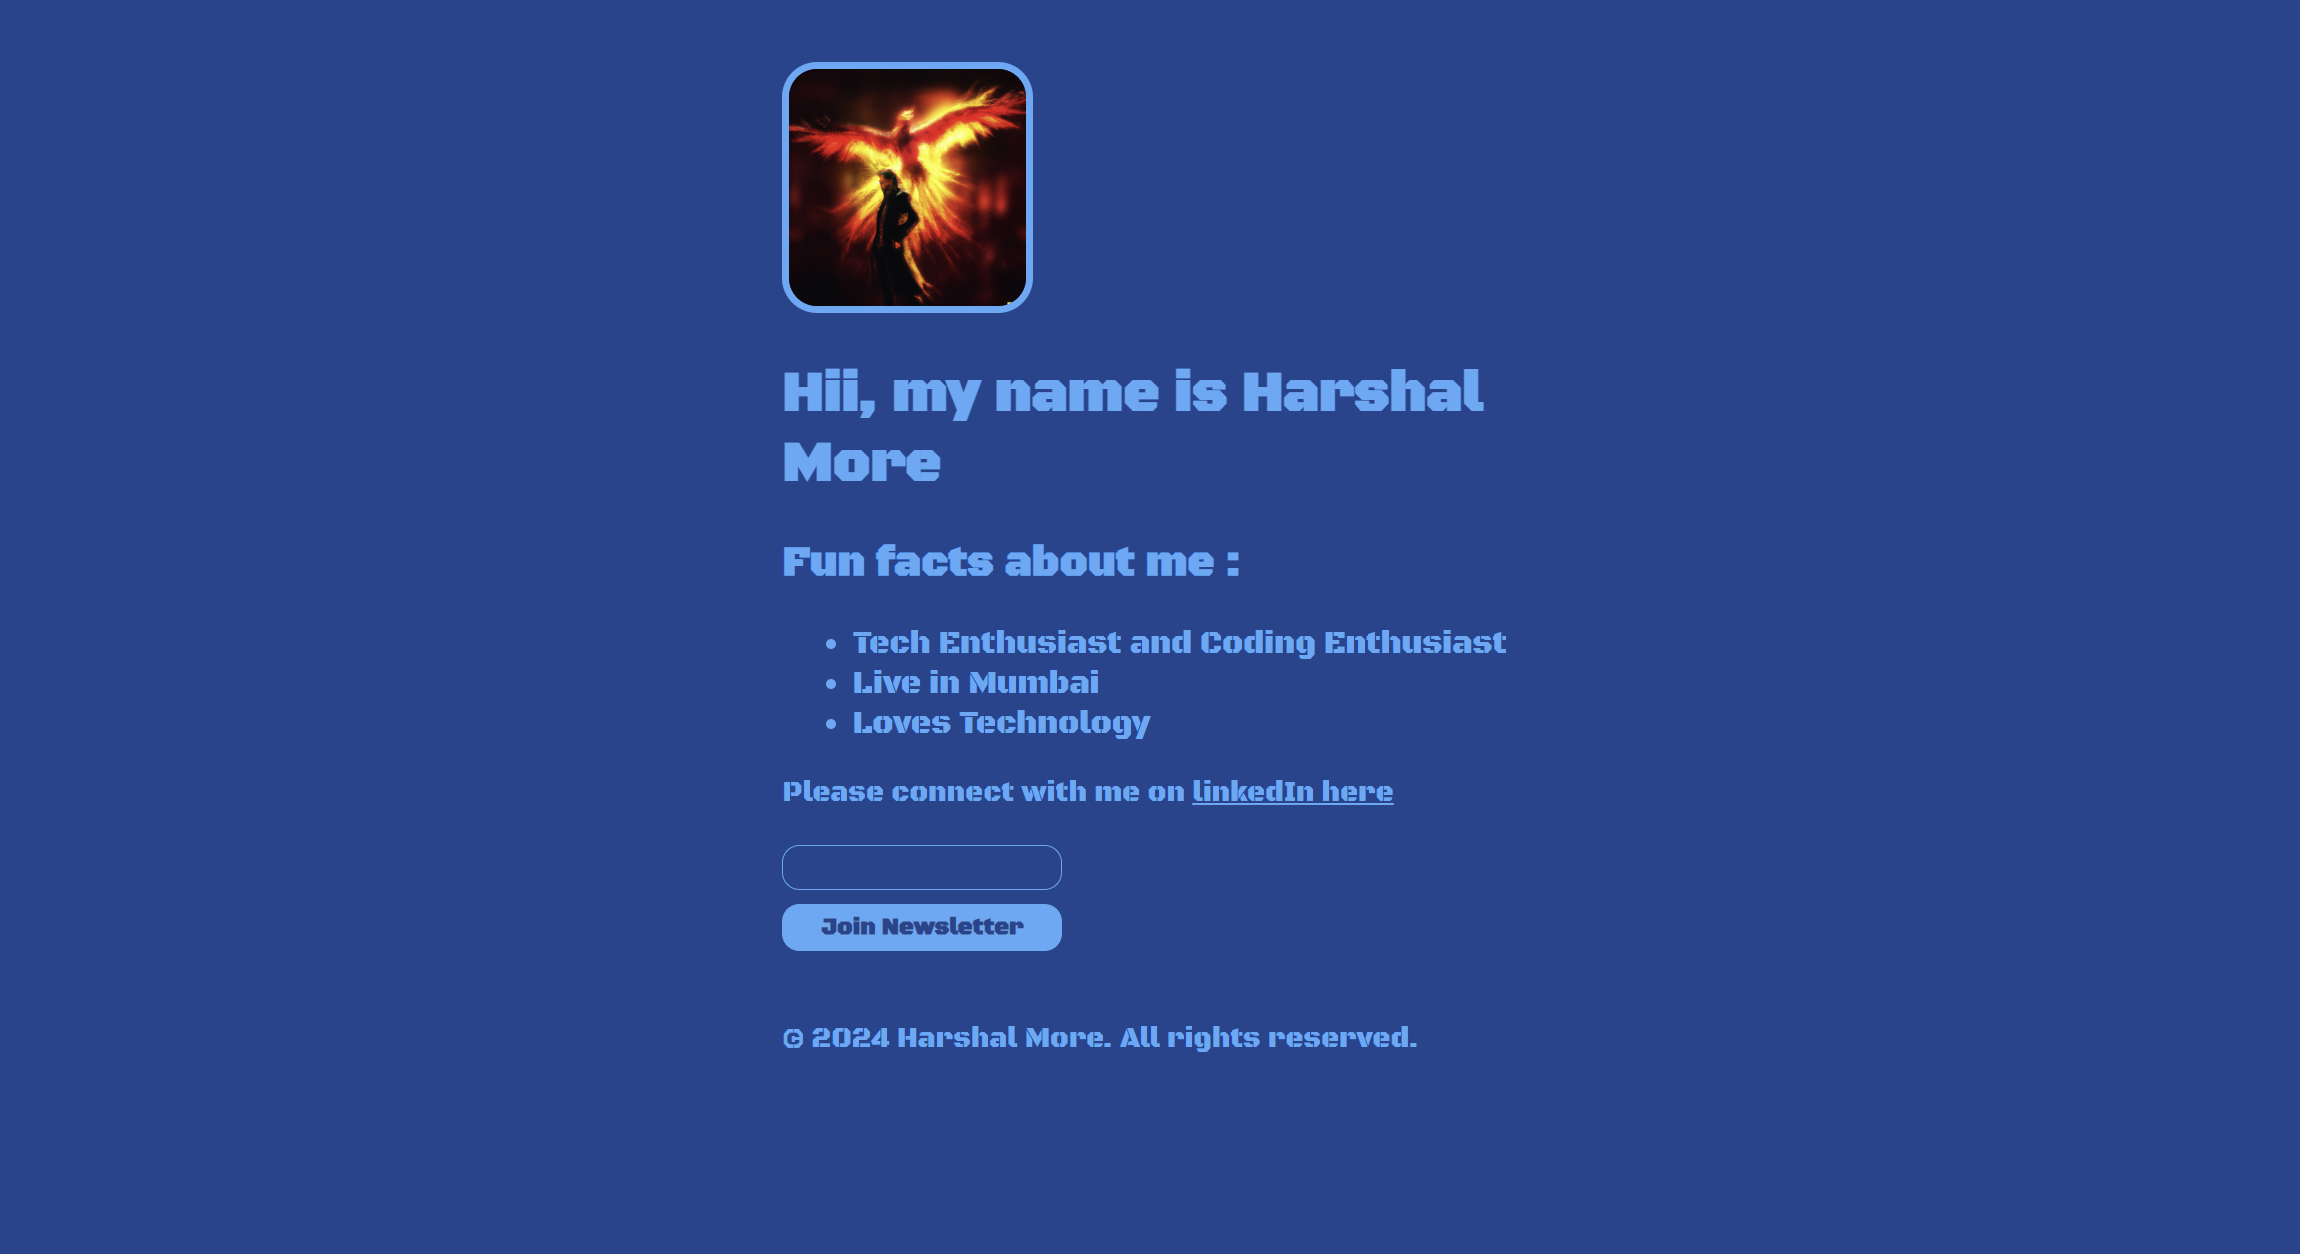 Hii, my name is Harshal
More
Fun facts about me :
Tech Enthusiast and Coding Enthusiast
Live in Mumbai
Loves Technology
Please connect with me on linkedIn here
Join Newsletter
© 2024 Harshal More. All rights reserved.